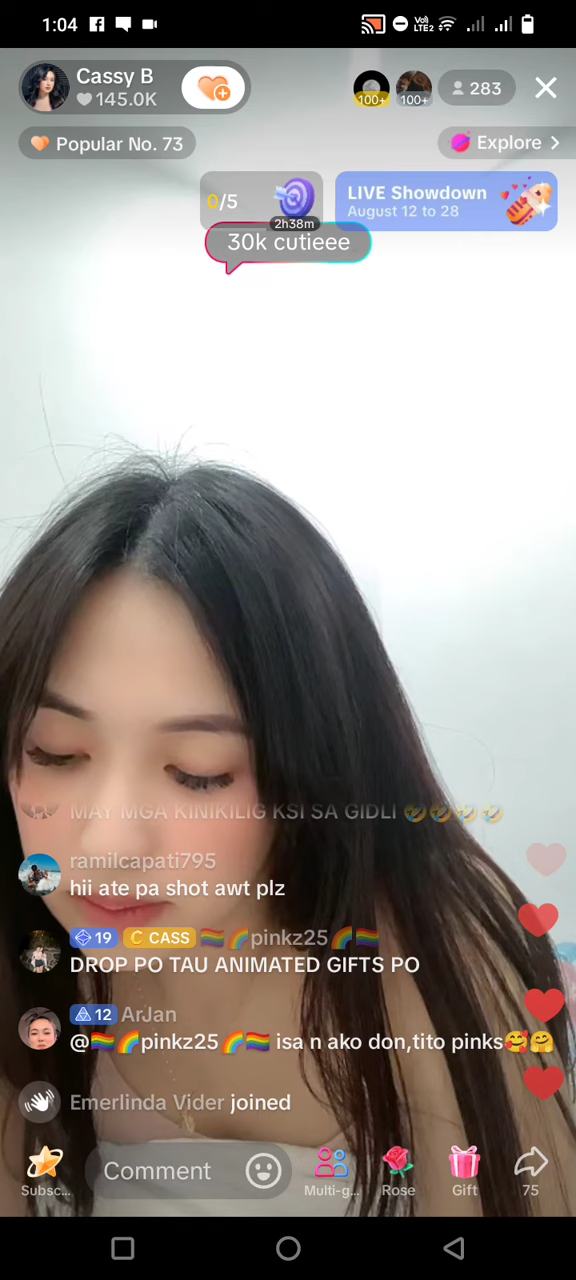 1:04
Vo))
LTE2
Cassy B
145.0K
100+
100+
283
Popular No. 73
Explore
0/5
2h38m
LIVE Showdown
August 12 to 28
30k cutieee
MAY MGA KINIKILIG KSI SA GIDLI 🤣🤣🤣🤣
ramilcapati795
hii ate pa shot awt plz
19 C CASS 🏳️‍🌈🌈pinkz25🌈🏳️‍🌈
DROP PO TAU ANIMATED GIFTS PO
12 ArJan
@🏳️‍🌈🌈pinkz25🌈🏳️‍🌈 isa n ako don,tito pinks🥰🤗
Emerlinda Vider joined
Comment
Subsc...
Multi-g...
Rose
Gift
75